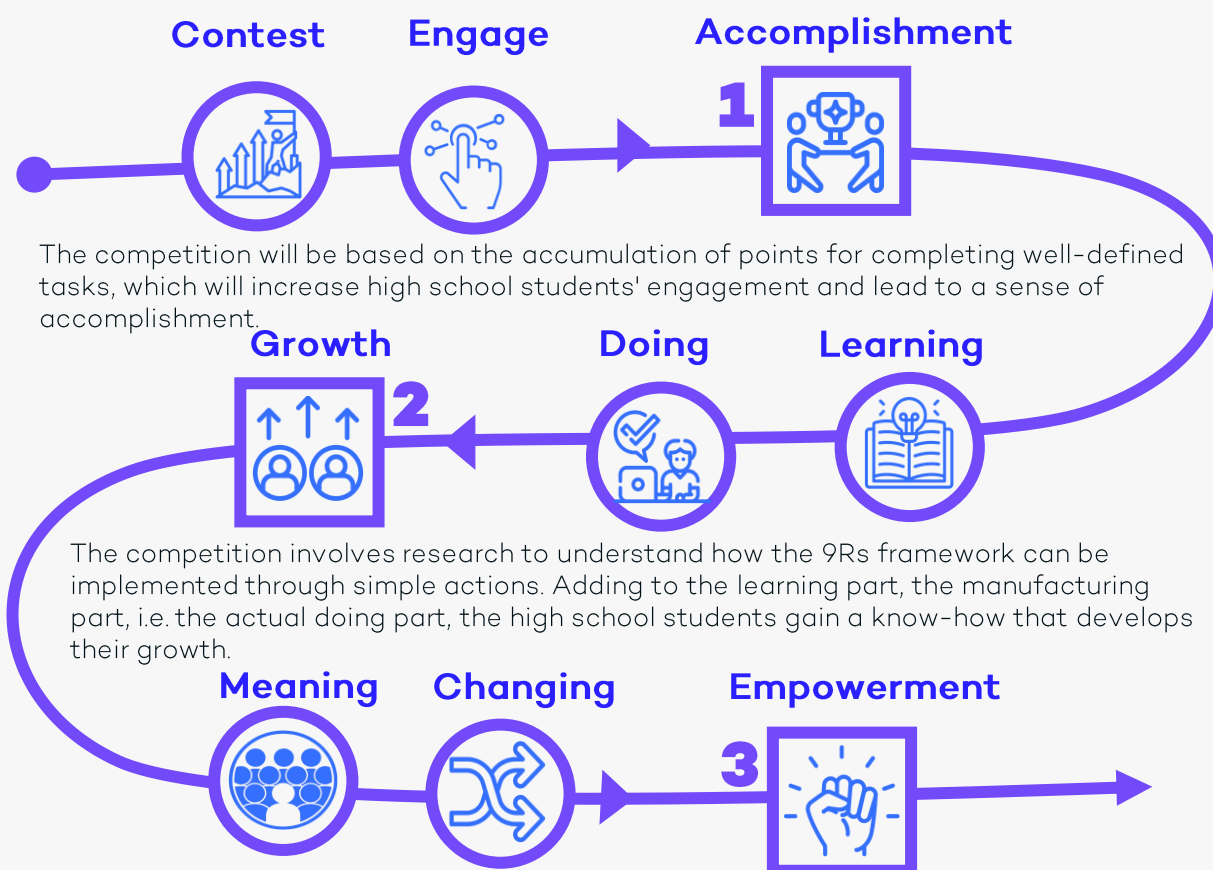 Contest
Engage
Accomplishment
1
The competition will be based on the accumulation of points for completing well-defined
tasks, which will increase high school students' engagement and lead to a sense of
accomplishment.
Growth
Doing
Learning
2
The competition involves research to understand how the 9Rs framework can be
implemented through simple actions. Adding to the learning part, the manufacturing
part, i.e. the actual doing part, the high school students gain a know-how that develops
their growth.
Meaning
Changing
Empowerment
3